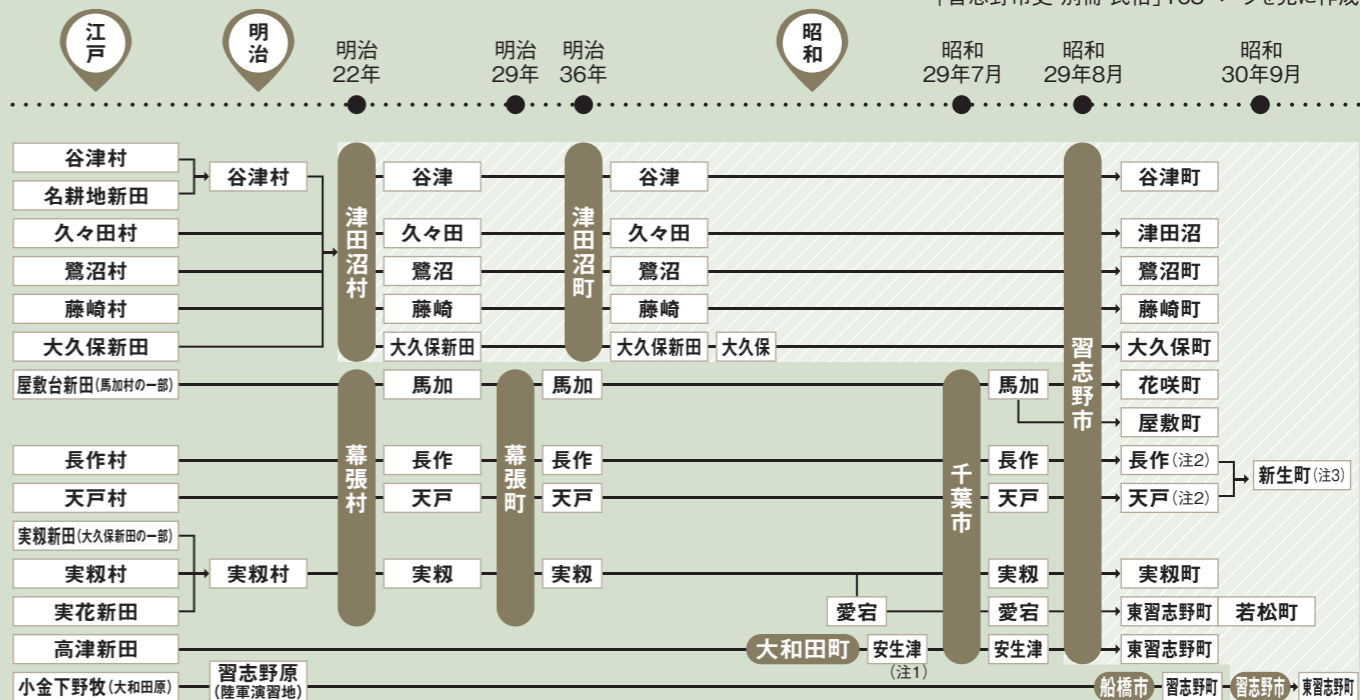 「習志野市史 別冊 民俗」
江戸
明治
明治
22年
明治
29年
明治
36年
昭和
昭和
29年7月
昭和
29年8月
昭和
30年9月
谷津村
名耕地新田
谷津村
久々田村
鷺沼村
藤崎村
大久保新田
津田沼村
谷津
久々田
鷺沼
藤崎
大久保新田
津田沼町
谷津
久々田
鷺沼
藤崎
大久保新田
大久保
習志野市
谷津町
津田沼
鷺沼町
藤崎町
大久保町
屋敷台新田(馬加村の一部)
長作村
天戸村
実籾新田(大久保新田の一部)
実籾村
実花新田
実籾村
幕張村
馬加
長作
天戸
実籾
幕張町
馬加
長作
天戸
実籾
愛宕
千葉市
馬加
長作
天戸
実籾
愛宕
安生津
花咲町
屋敷町
長作(注2)
天戸(注2)
新生町(注3)
実籾町
東習志野町
若松町
東習志野町
高津新田
大和田町
安生津
(注1)
小金下野牧(大和田原)
習志野原
(陸軍演習地)
船橋市
習志野町
習志野市
東習志野町